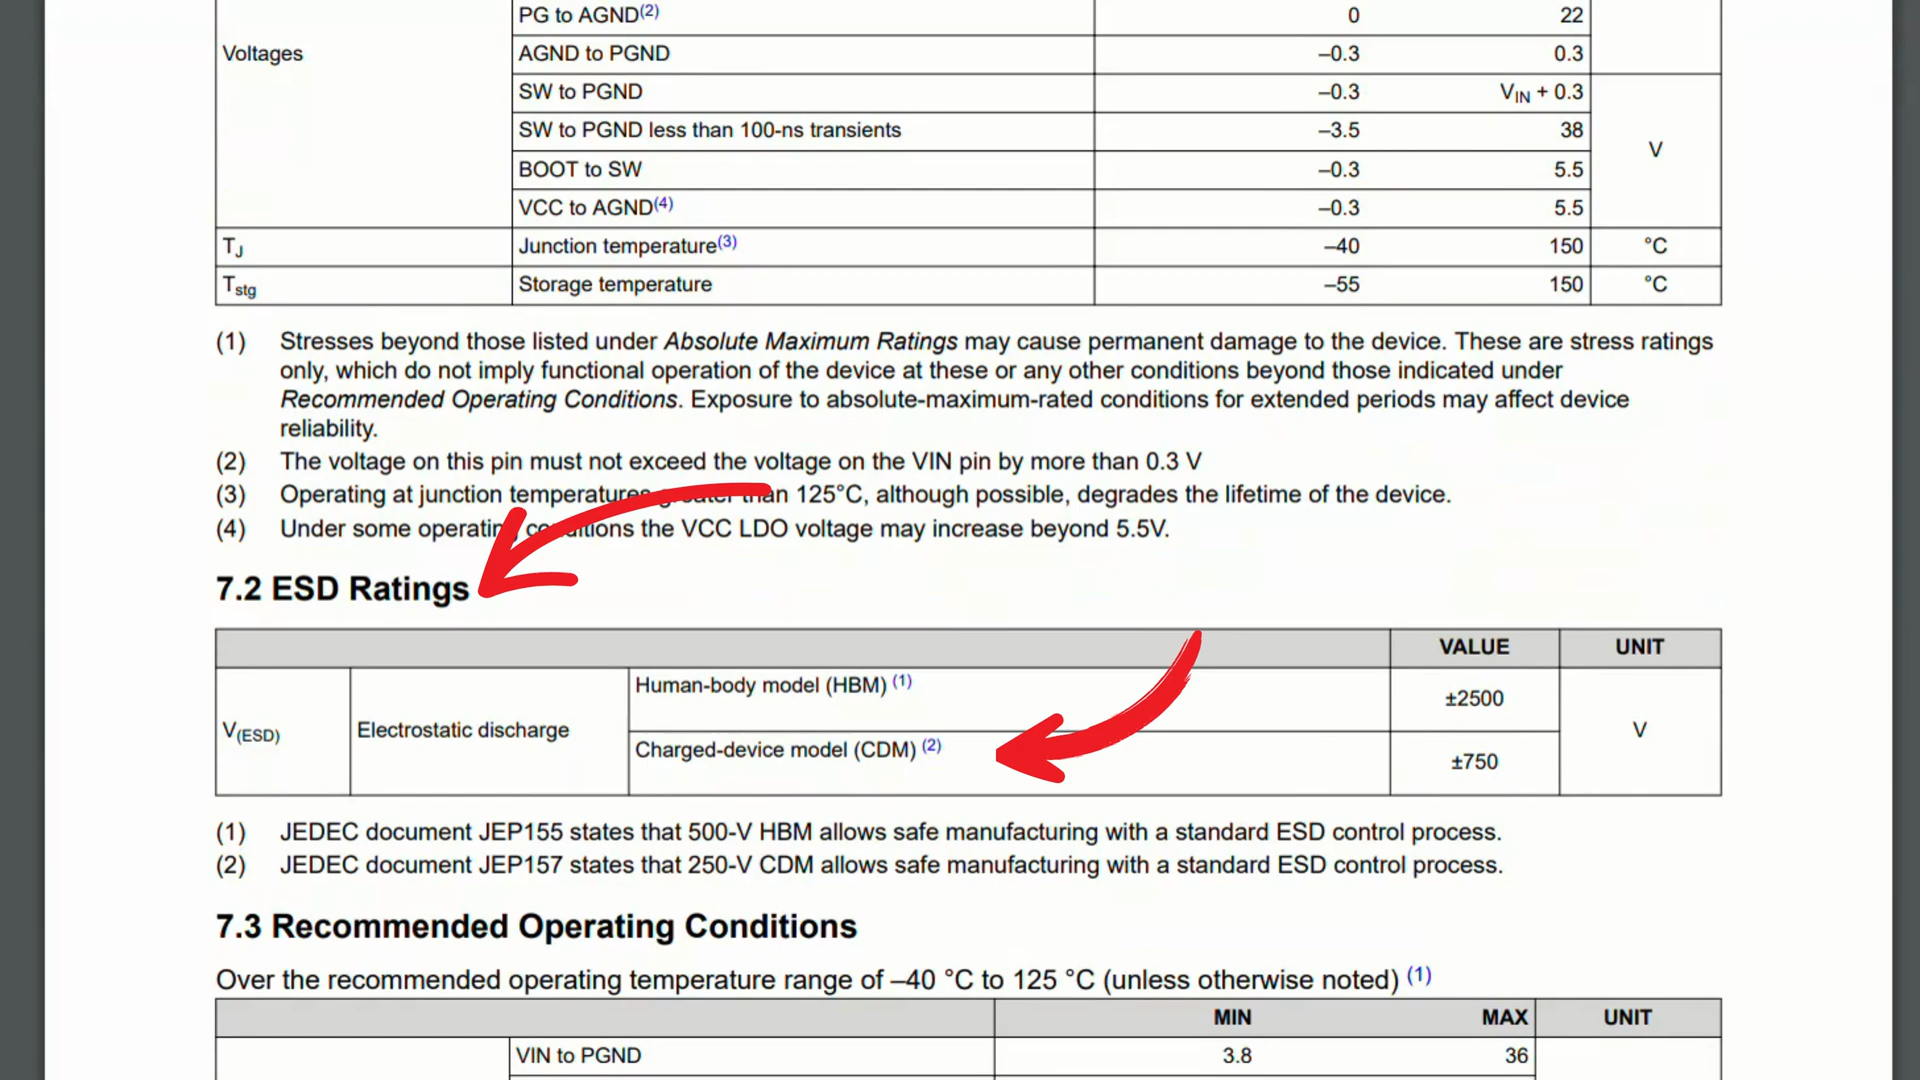 PG to AGND(2) 0 22
Voltages AGND to PGND –0.3 0.3
SW to PGND –0.3 VIN + 0.3
SW to PGND less than 100-ns transients –3.5 38 V
BOOT to SW –0.3 5.5
VCC to AGND(4) –0.3 5.5
TJ Junction temperature(3) –40 150 °C
Tstg Storage temperature –55 150 °C
(1) Stresses beyond those listed under Absolute Maximum Ratings may cause permanent damage to the device. These are stress ratings
only, which do not imply functional operation of the device at these or any other conditions beyond those indicated under
Recommended Operating Conditions. Exposure to absolute-maximum-rated conditions for extended periods may affect device
reliability.
(2) The voltage on this pin must not exceed the voltage on the VIN pin by more than 0.3 V
(3) Operating at junction temperatures greater than 125°C, although possible, degrades the lifetime of the device.
(4) Under some operating conditions the VCC LDO voltage may increase beyond 5.5V.
7.2 ESD Ratings
VALUE UNIT
V(ESD) Electrostatic discharge Human-body model (HBM) (1) ±2500 V
Charged-device model (CDM) (2) ±750
(1) JEDEC document JEP155 states that 500-V HBM allows safe manufacturing with a standard ESD control process.
(2) JEDEC document JEP157 states that 250-V CDM allows safe manufacturing with a standard ESD control process.
7.3 Recommended Operating Conditions
Over the recommended operating temperature range of –40 °C to 125 °C (unless otherwise noted) (1)
MIN MAX UNIT
VIN to PGND 3.8 36